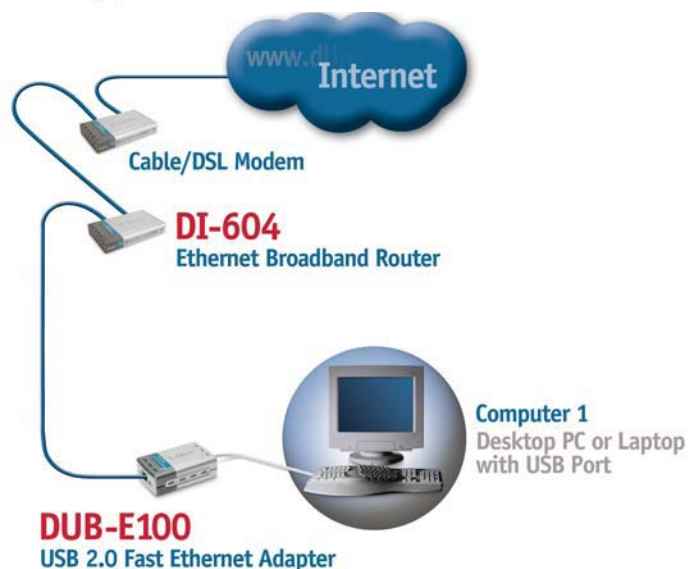 Internet
Cable/DSL Modem
DI-604
Ethernet Broadband Router
Computer 1
Desktop PC or Laptop
with USB Port
DUB-E100
USB 2.0 Fast Ethernet Adapter